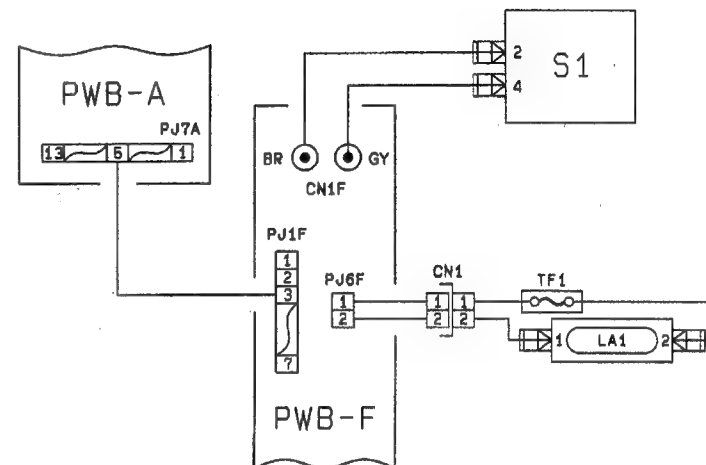 S1
2
4
PWB-A
PJ7A
13 6 1
BR GY
CN1F
PJ1F
1
2
3
7
PJ6F
1
2
CN1
1 1
2 2
TF1
1 LA1 2
PWB-F